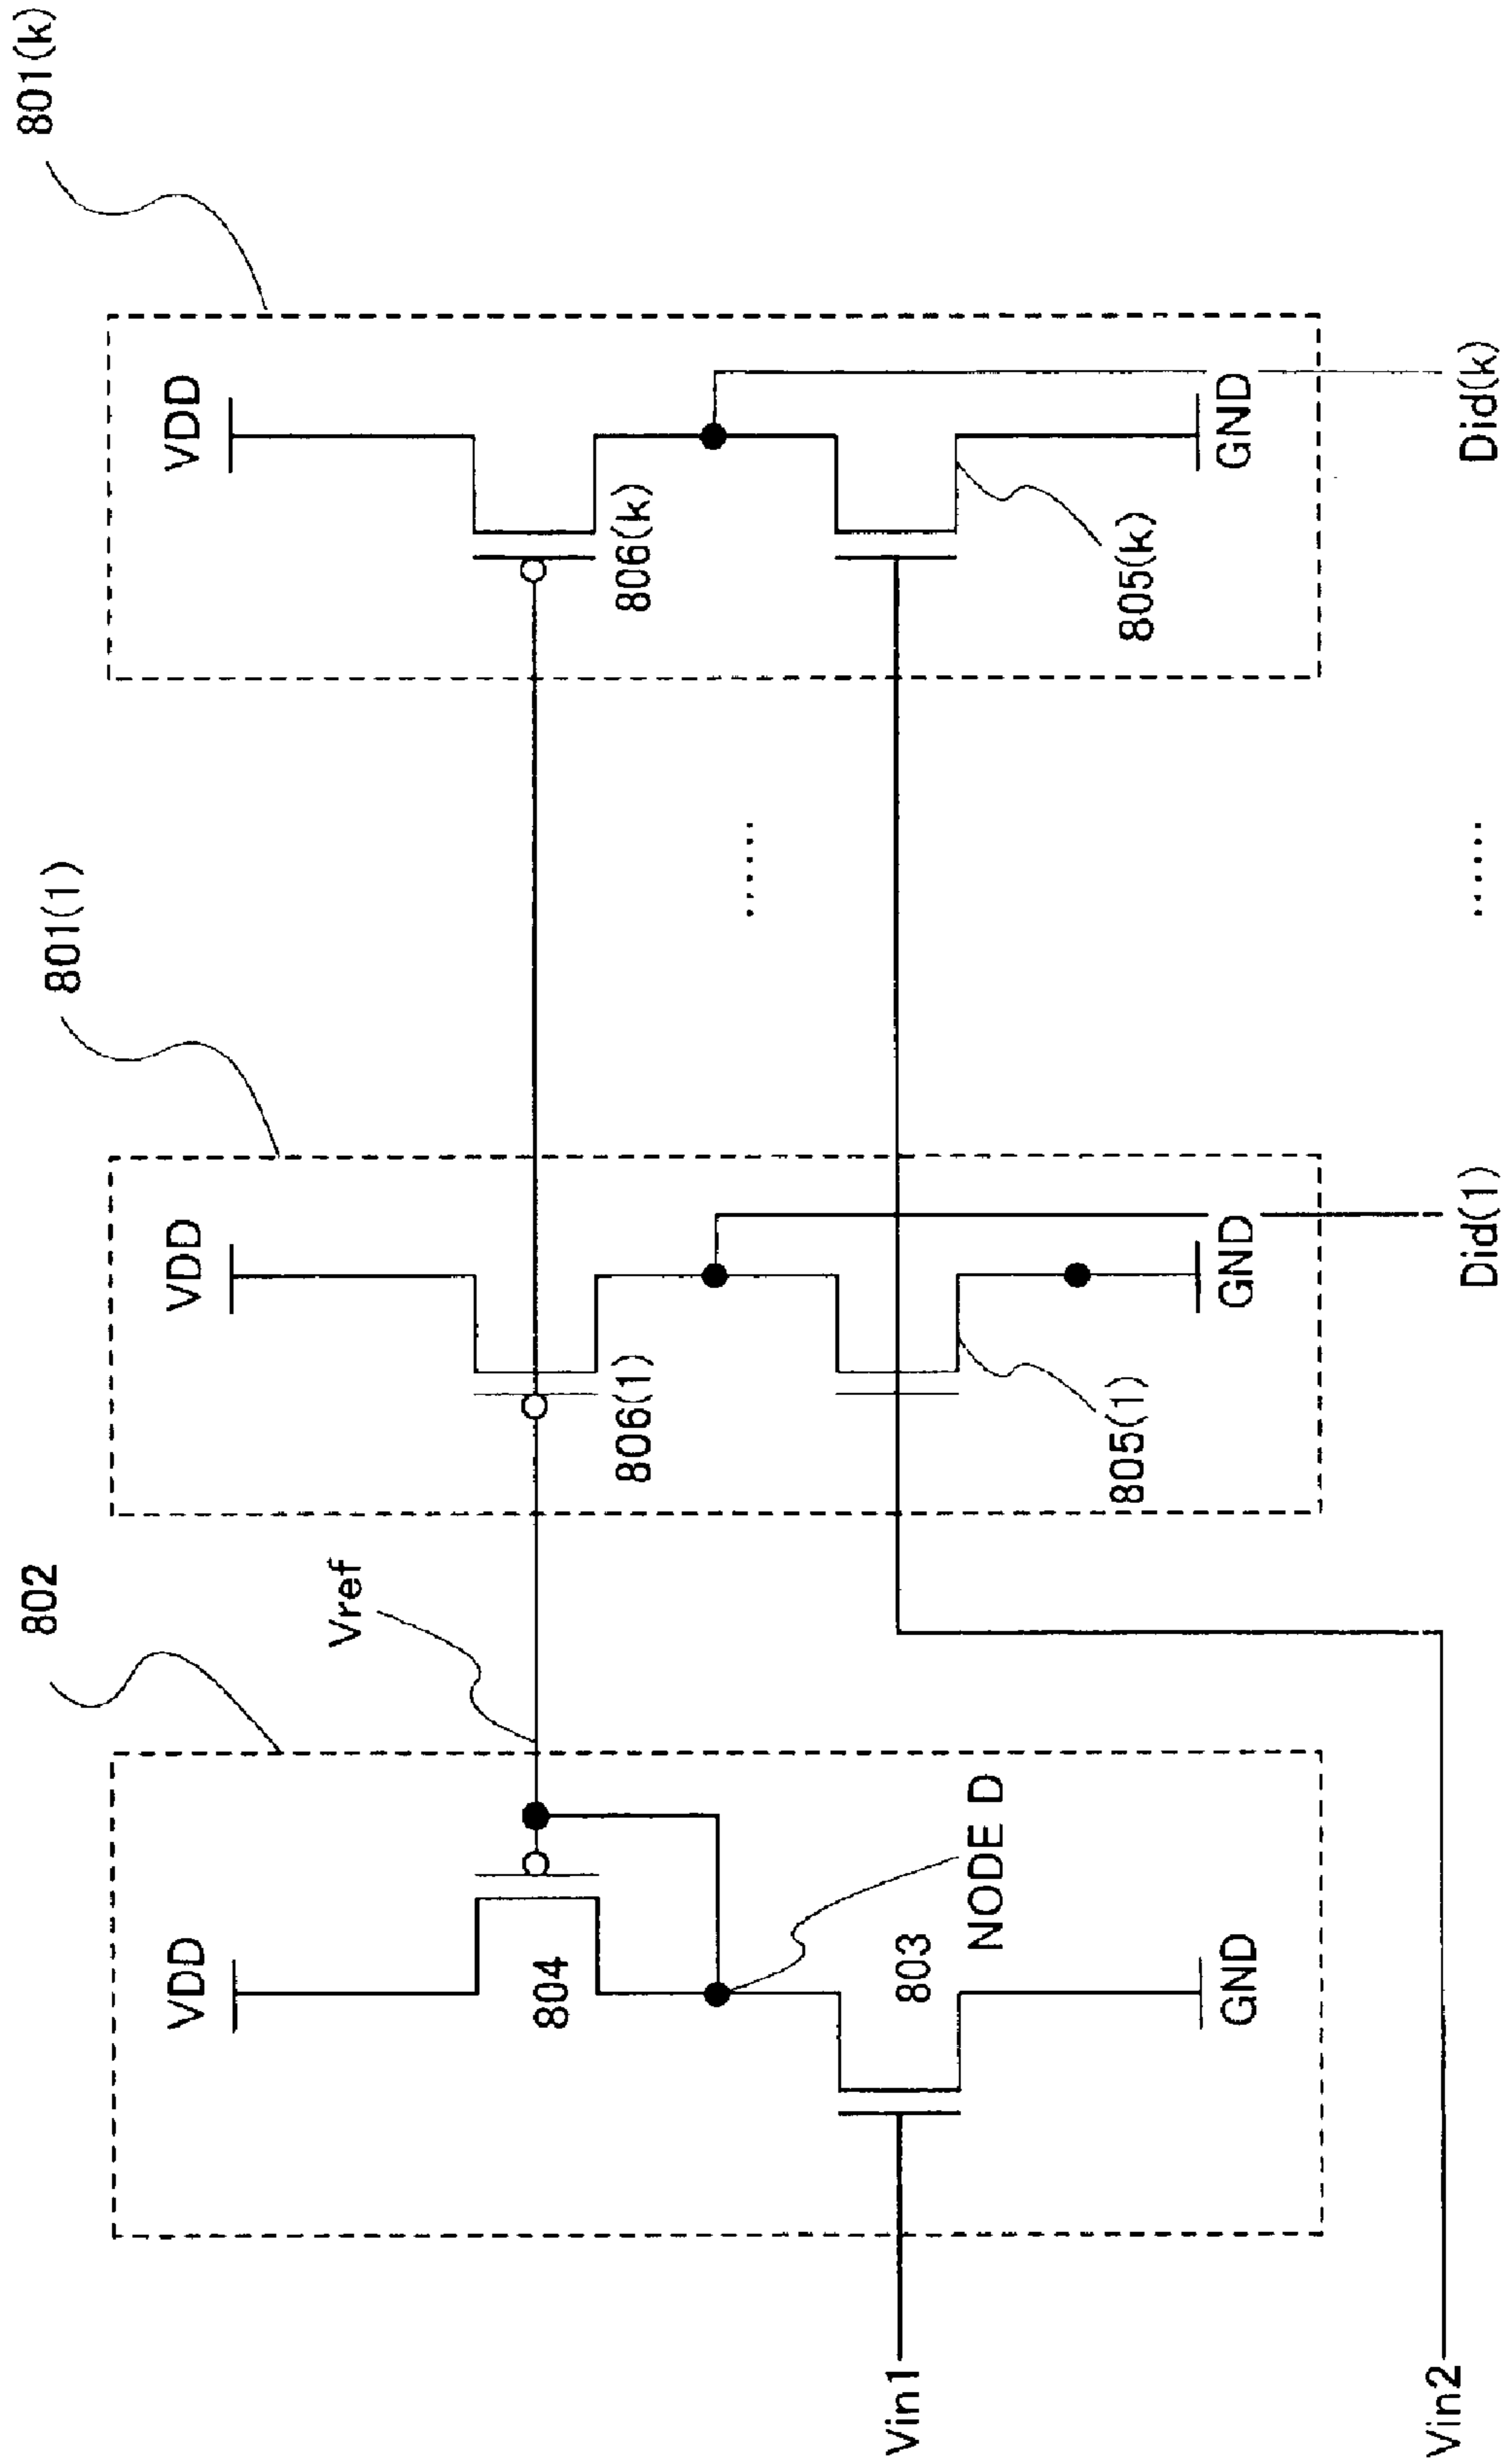 801(k)
801(1)
802
VDD
VDD
VDD
Vref
806(k)
806(1)
804
......
NODE D
803
805(k)
805(1)
GND
GND
GND
Vin1
Vin2
Did(1)
......
Did(k)